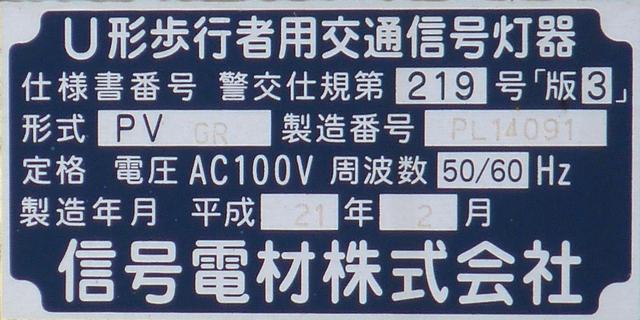 U形歩行者用交通信号灯器
仕様書番号 警交仕規第 219 号「版3」
形式 PV GR 製造番号 PL14091
定格 電圧 AC100V 周波数 50/60 Hz
製造年月 平成 21 年 2 月
信号電材株式会社